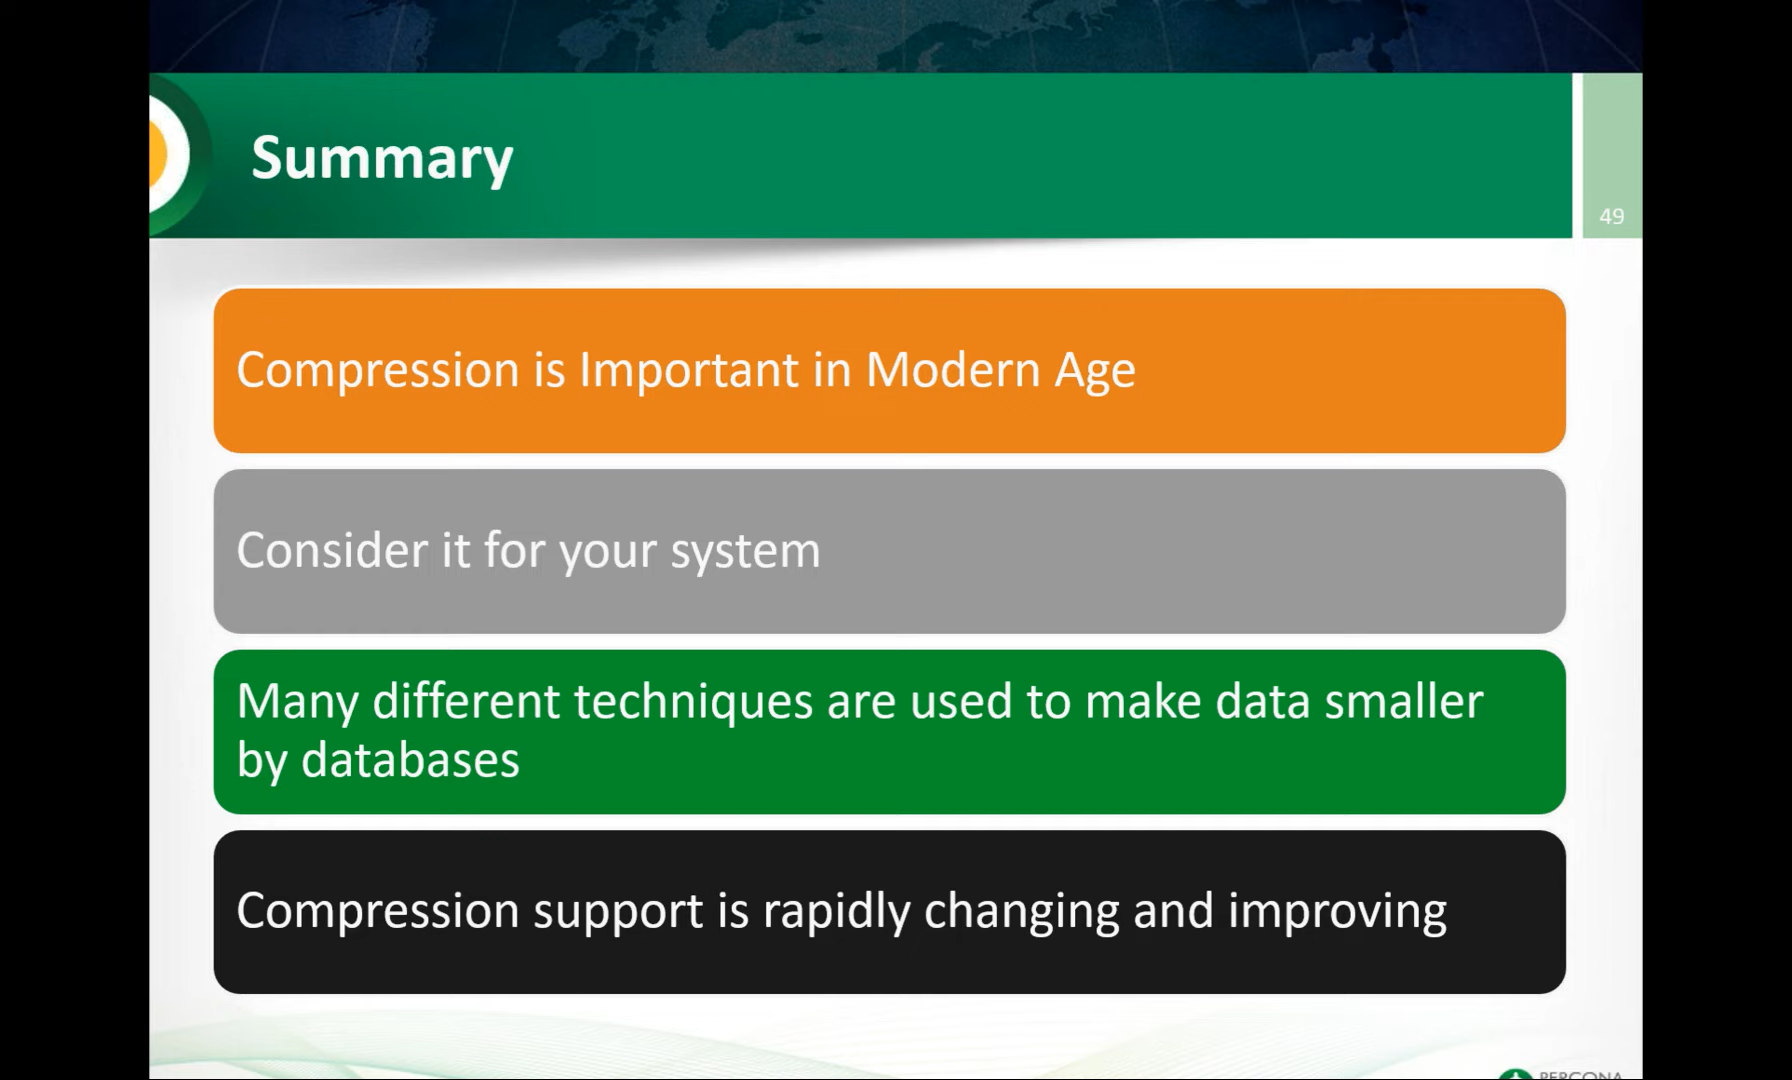 Summary
49
Compression is Important in Modern Age
Consider it for your system
Many different techniques are used to make data smaller
by databases
Compression support is rapidly changing and improving
PERCONA